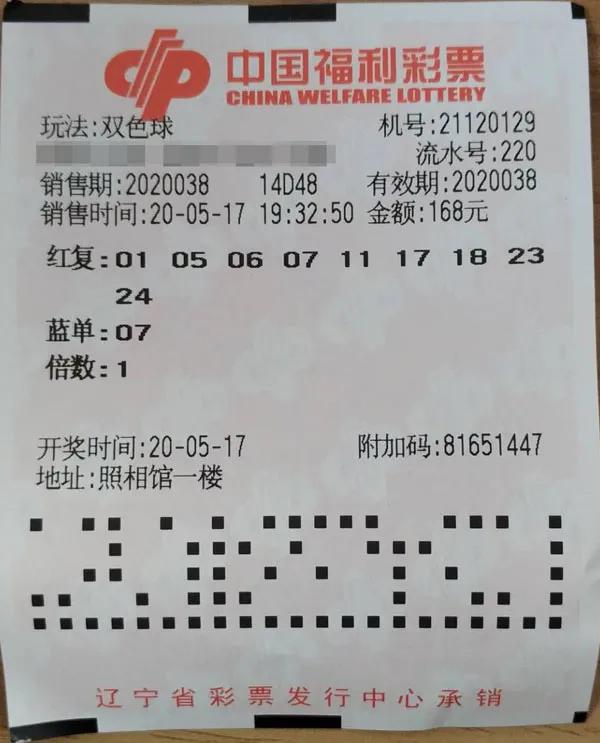 中国福利彩票
CHINA WELFARE LOTTERY
玩法:双色球 机号:21120129
流水号:220
销售期:2020038 14D48 有效期:2020038
销售时间:20-05-17 19:32:50 金额:168元
红复:01 05 06 07 11 17 18 23
24
蓝单:07
倍数:1
开奖时间:20-05-17 附加码:81651447
地址:照相馆一楼
辽宁省彩票发行中心承销